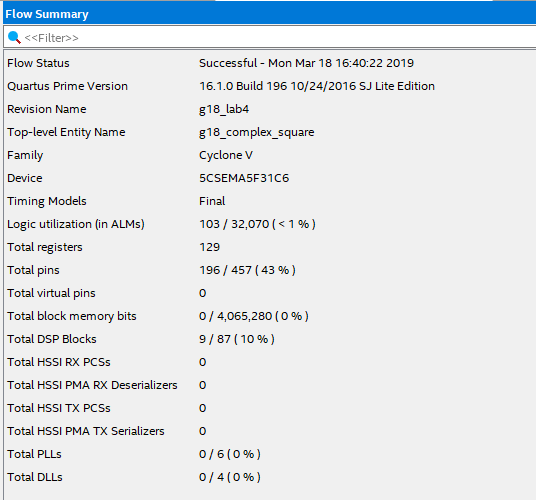 Flow Summary
<<Filter>>
Flow Status Successful - Mon Mar 18 16:40:22 2019
Quartus Prime Version 16.1.0 Build 196 10/24/2016 SJ Lite Edition
Revision Name g18_lab4
Top-level Entity Name g18_complex_square
Family Cyclone V
Device 5CSEMA5F31C6
Timing Models Final
Logic utilization (in ALMs) 103 / 32,070 ( < 1 % )
Total registers 129
Total pins 196 / 457 ( 43 % )
Total virtual pins 0
Total block memory bits 0 / 4,065,280 ( 0 % )
Total DSP Blocks 9 / 87 ( 10 % )
Total HSSI RX PCSs 0
Total HSSI PMA RX Deserializers 0
Total HSSI TX PCSs 0
Total HSSI PMA TX Serializers 0
Total PLLs 0 / 6 ( 0 % )
Total DLLs 0 / 4 ( 0 % )